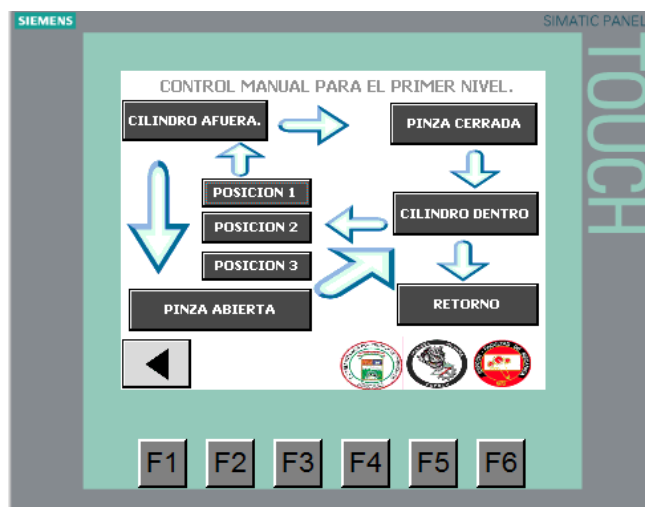 SIEMENS
SIMATIC PANEL
TOUCH
CONTROL MANUAL PARA EL PRIMER NIVEL.
CILINDRO AFUERA.
PINZA CERRADA
POSICION 1
POSICION 2
CILINDRO DENTRO
POSICION 3
PINZA ABIERTA
RETORNO
F1
F2
F3
F4
F5
F6